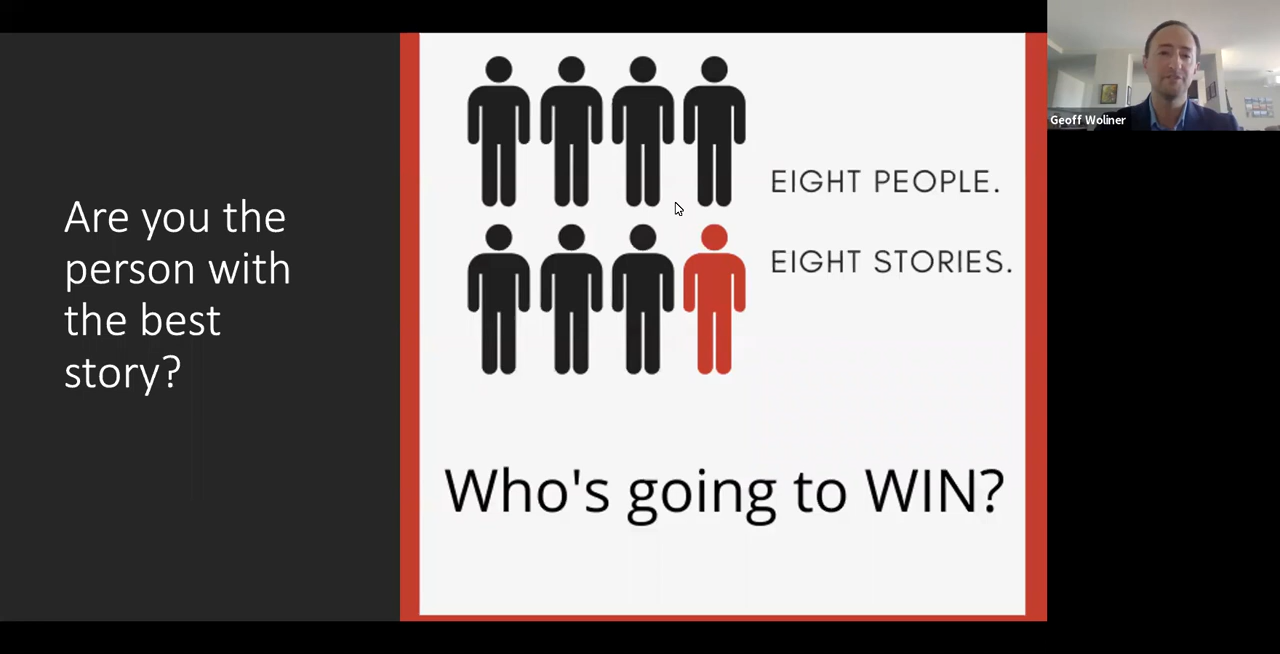 Are you the
person with
the best
story?
EIGHT PEOPLE.
EIGHT STORIES.
Who's going to WIN?
Geoff Woliner